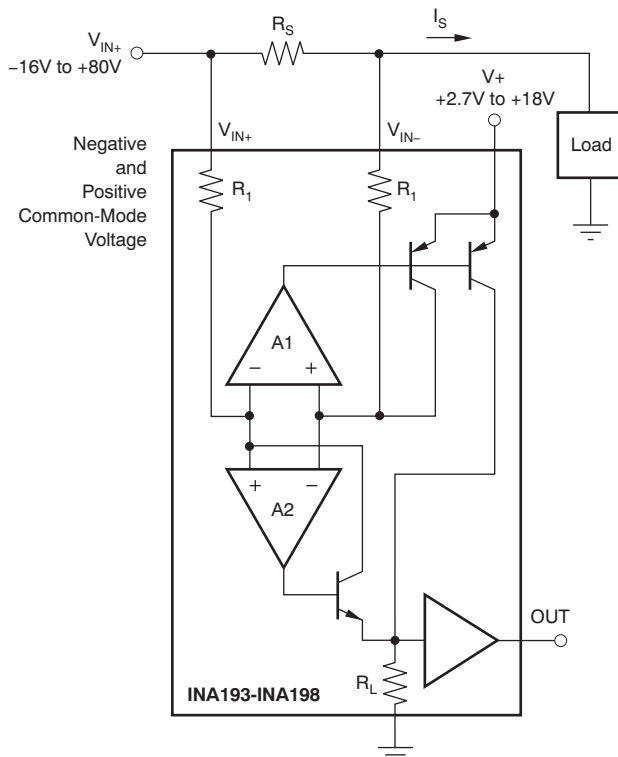 R_S
I_S
V_IN+
−16V to +80V
V+
+2.7V to +18V
V_IN+
V_IN−
Load
Negative
and
Positive
Common-Mode
Voltage
R_1
R_1
A1
− +
+ −
A2
OUT
R_L
INA193-INA198